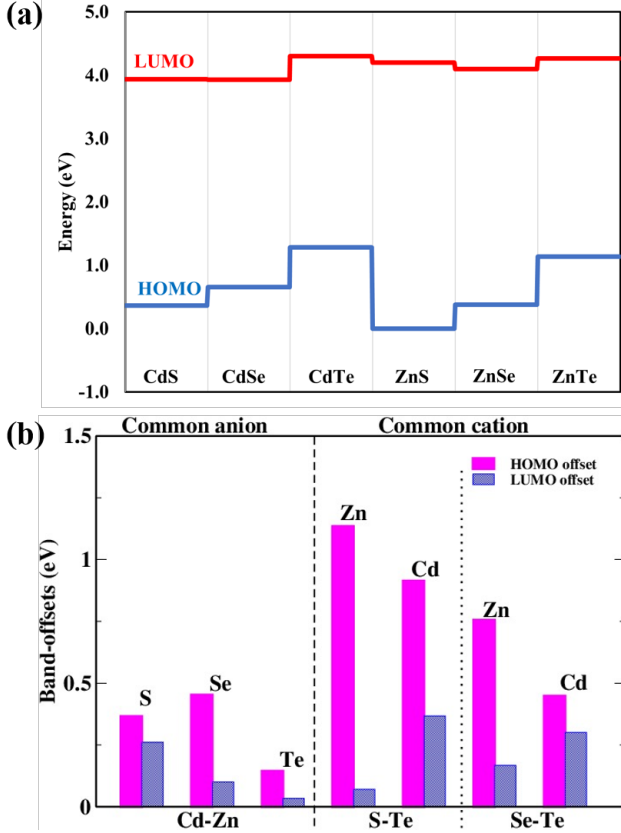 (a)
5.0
4.0
3.0
2.0
1.0
0.0
-1.0
Energy (eV)
LUMO
HOMO
CdS CdSe CdTe ZnS ZnSe ZnTe
(b)
Common anion Common cation
1.5
1
0.5
0
Band-offsets (eV)
HOMO offset
LUMO offset
S Se Te Zn Cd Zn Cd
Cd-Zn S-Te Se-Te